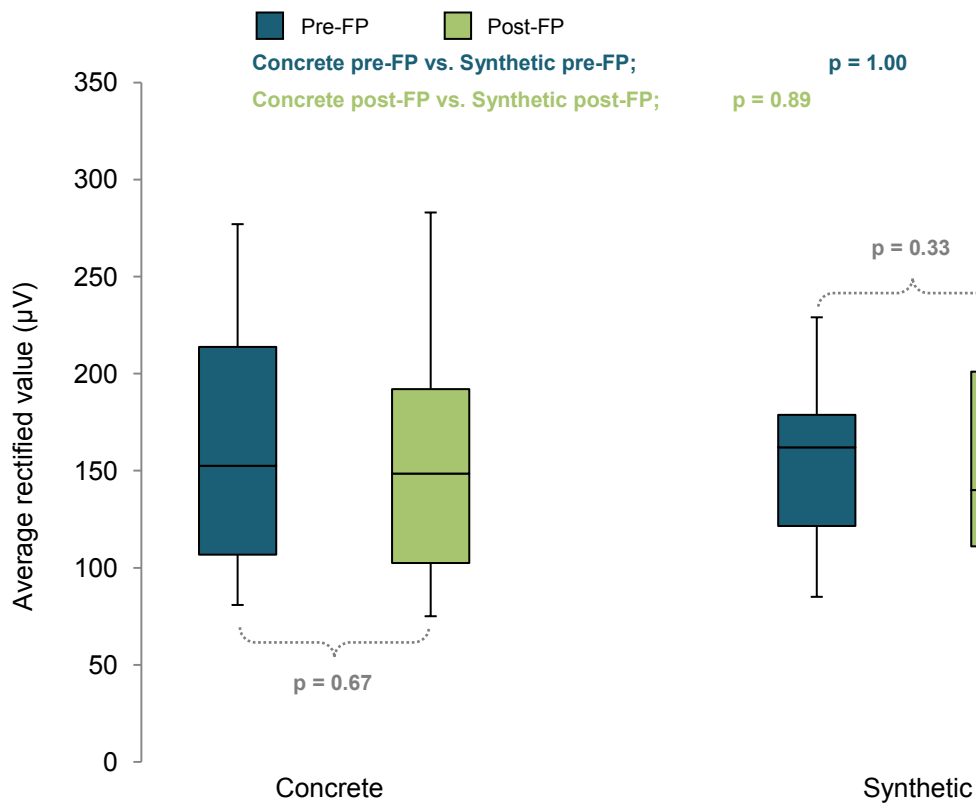 Pre-FP Post-FP
Concrete pre-FP vs. Synthetic pre-FP; p = 1.00
Concrete post-FP vs. Synthetic post-FP; p = 0.89
350
300
250
200
150
100
50
0
Average rectified value (µV)
p = 0.33
p = 0.67
Concrete Synthetic